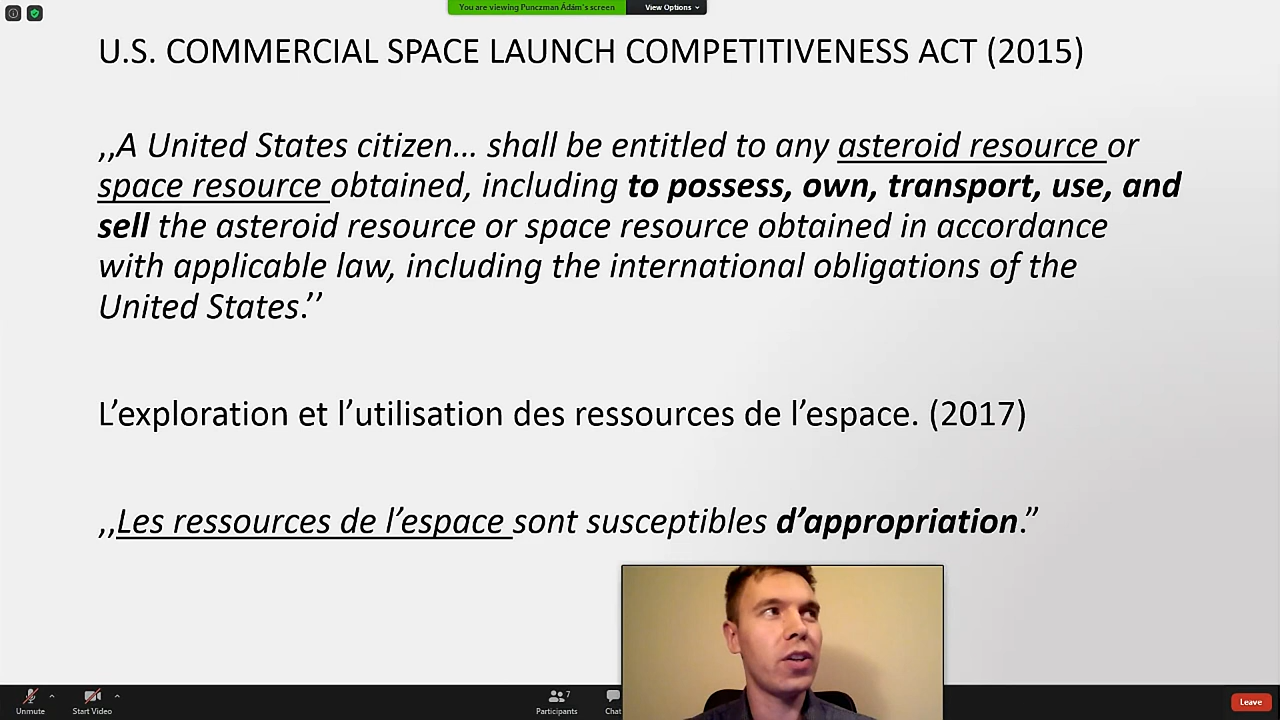 You are viewing Punczman Ádám's screen
View Options
U.S. COMMERCIAL SPACE LAUNCH COMPETITIVENESS ACT (2015)
,,A United States citizen… shall be entitled to any asteroid resource or
space resource obtained, including to possess, own, transport, use, and
sell the asteroid resource or space resource obtained in accordance
with applicable law, including the international obligations of the
United States.’’
L’exploration et l’utilisation des ressources de l’espace. (2017)
,,Les ressources de l’espace sont susceptibles d’appropriation.”
Unmute
Start Video
7
Participants
Chat
Leave